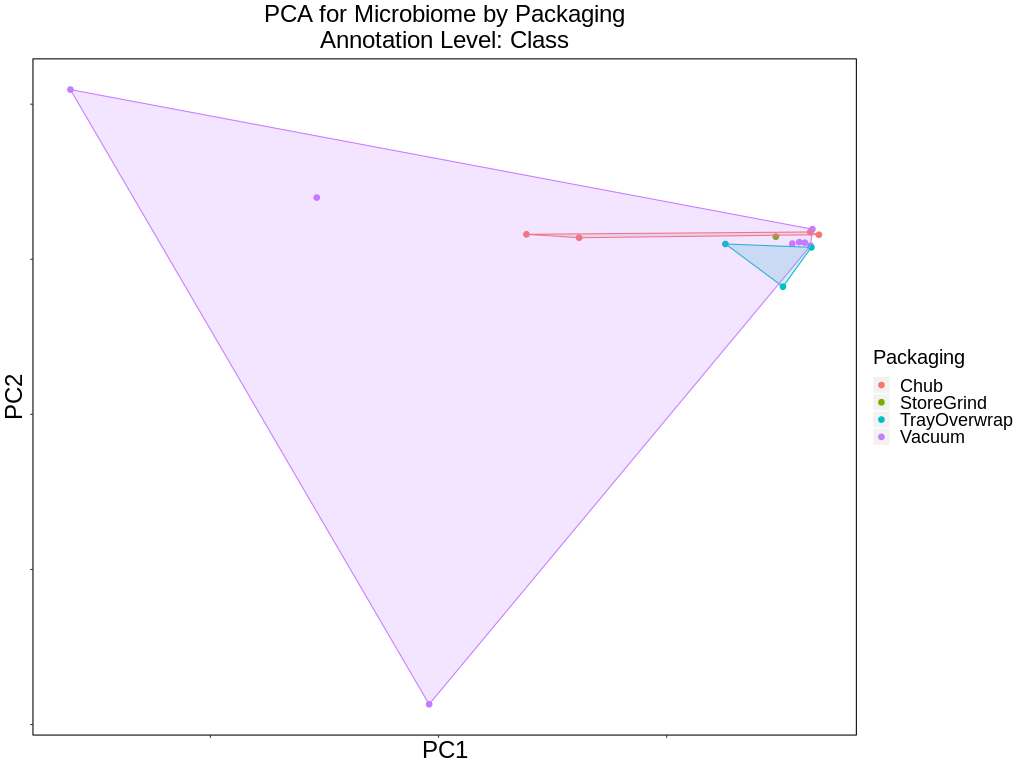 PCA for Microbiome by Packaging
Annotation Level: Class
PC2
PC1
Packaging
Chub
StoreGrind
TrayOverwrap
Vacuum